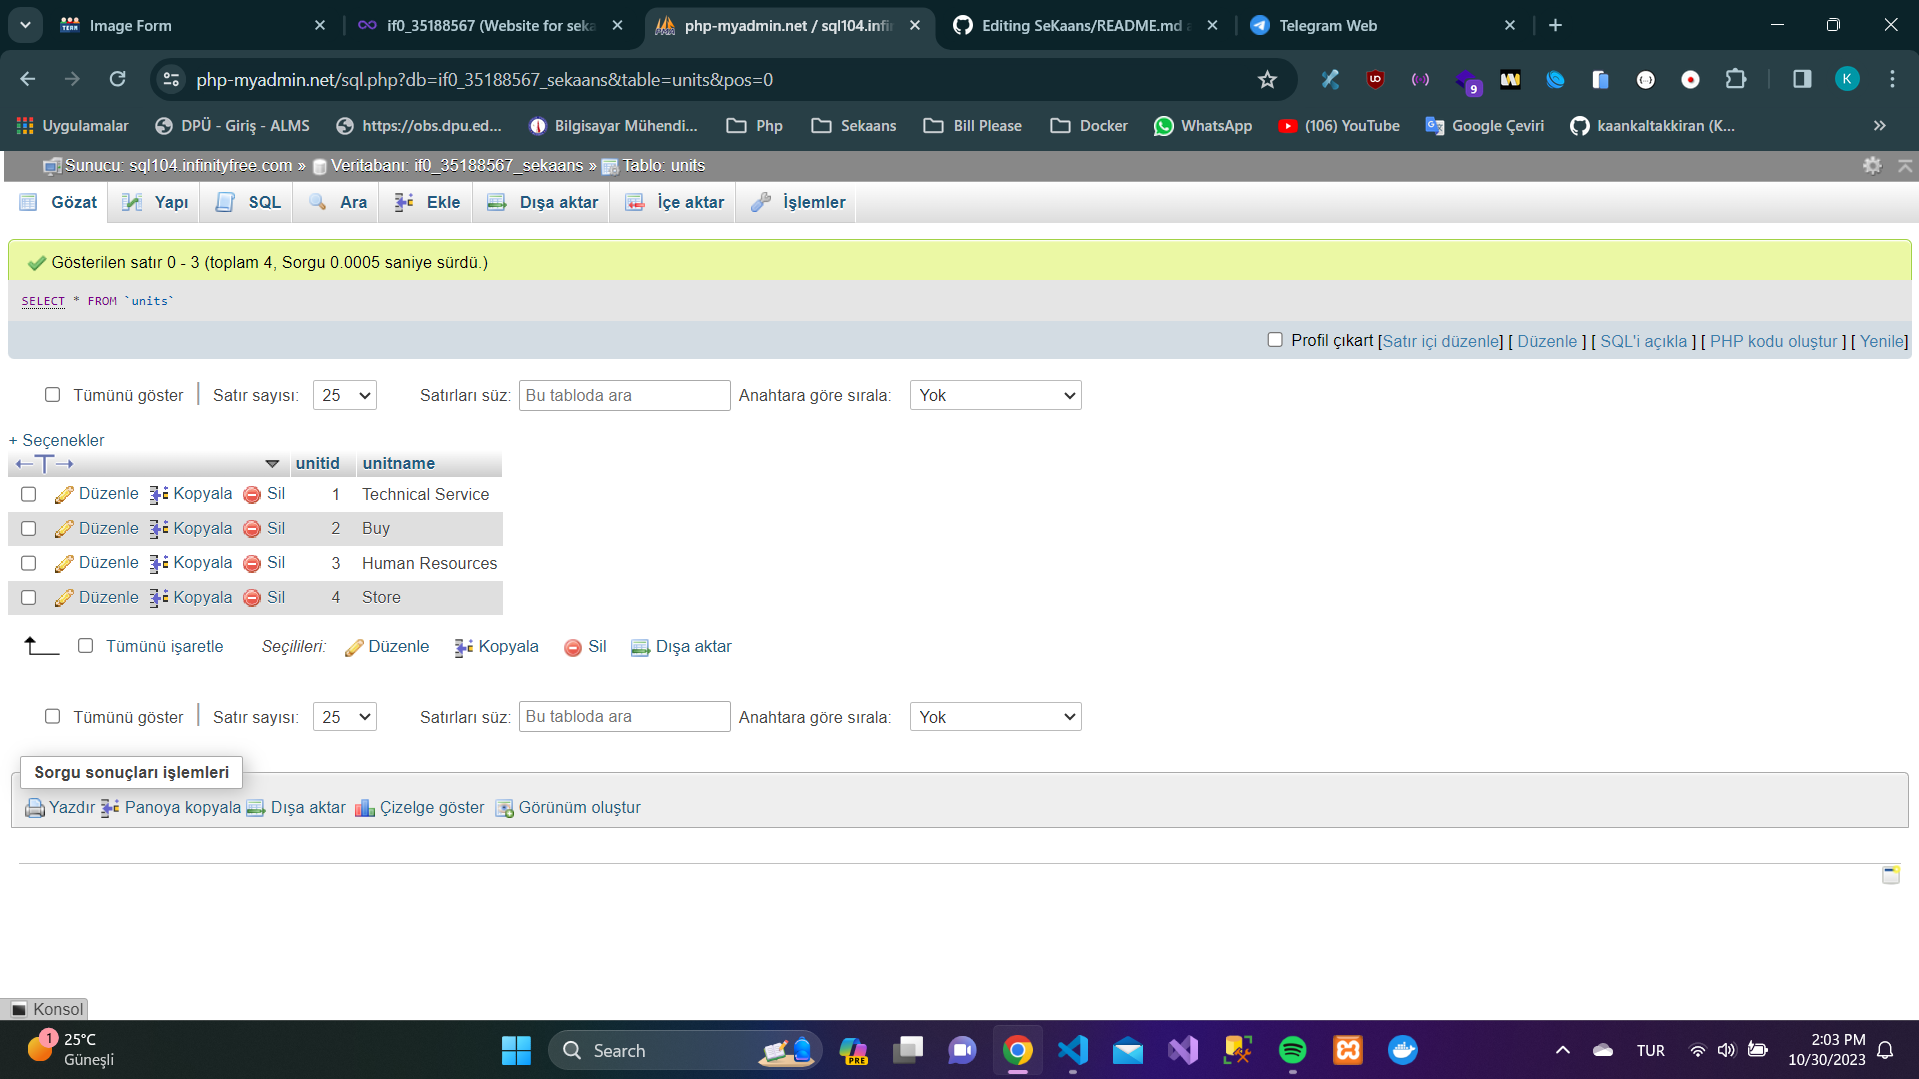 Image Form
if0_35188567 (Website for seka
php-myadmin.net / sql104.infi
Editing SeKaans/README.md a
Telegram Web
php-myadmin.net/sql.php?db=if0_35188567_sekaans&table=units&pos=0
9
K
Uygulamalar
DPÜ - Giriş - ALMS
https://obs.dpu.ed...
Bilgisayar Mühendi...
Php
Sekaans
Bill Please
Docker
WhatsApp
(106) YouTube
Google Çeviri
kaankaltakkiran (K...
»
Sunucu: sql104.infinityfree.com » Veritabanı: if0_35188567_sekaans » Tablo: units
Gözat
Yapı
SQL
Ara
Ekle
Dışa aktar
İçe aktar
İşlemler
Gösterilen satır 0 - 3 (toplam 4, Sorgu 0.0005 saniye sürdü.)
SELECT * FROM `units`
Profil çıkart [Satır içi düzenle] [ Düzenle ] [ SQL'i açıkla ] [ PHP kodu oluştur ] [ Yenile]
Tümünü göster | Satır sayısı: 25 Satırları süz: Bu tabloda ara Anahtara göre sırala: Yok
+ Seçenekler
←T→ unitid unitname
Düzenle Kopyala Sil 1 Technical Service
Düzenle Kopyala Sil 2 Buy
Düzenle Kopyala Sil 3 Human Resources
Düzenle Kopyala Sil 4 Store
Tümünü işaretle Seçilileri: Düzenle Kopyala Sil Dışa aktar
Tümünü göster | Satır sayısı: 25 Satırları süz: Bu tabloda ara Anahtara göre sırala: Yok
Sorgu sonuçları işlemleri
Yazdır Panoya kopyala Dışa aktar Çizelge göster Görünüm oluştur
Konsol
1
25°C
Güneşli
Search
PRE
TUR
2:03 PM
10/30/2023